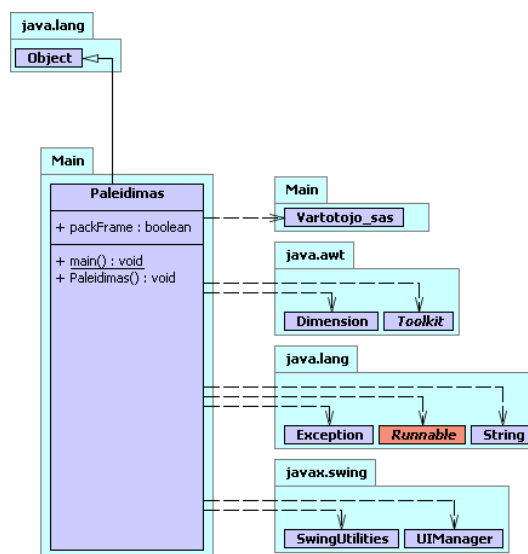 java.lang
Object
Main
Paleidimas
+ packFrame : boolean
+ main() : void
+ Paleidimas() : void
Main
Vartotojo_sas
java.awt
Dimension Toolkit
java.lang
Exception Runnable String
javax.swing
SwingUtilities UIManager